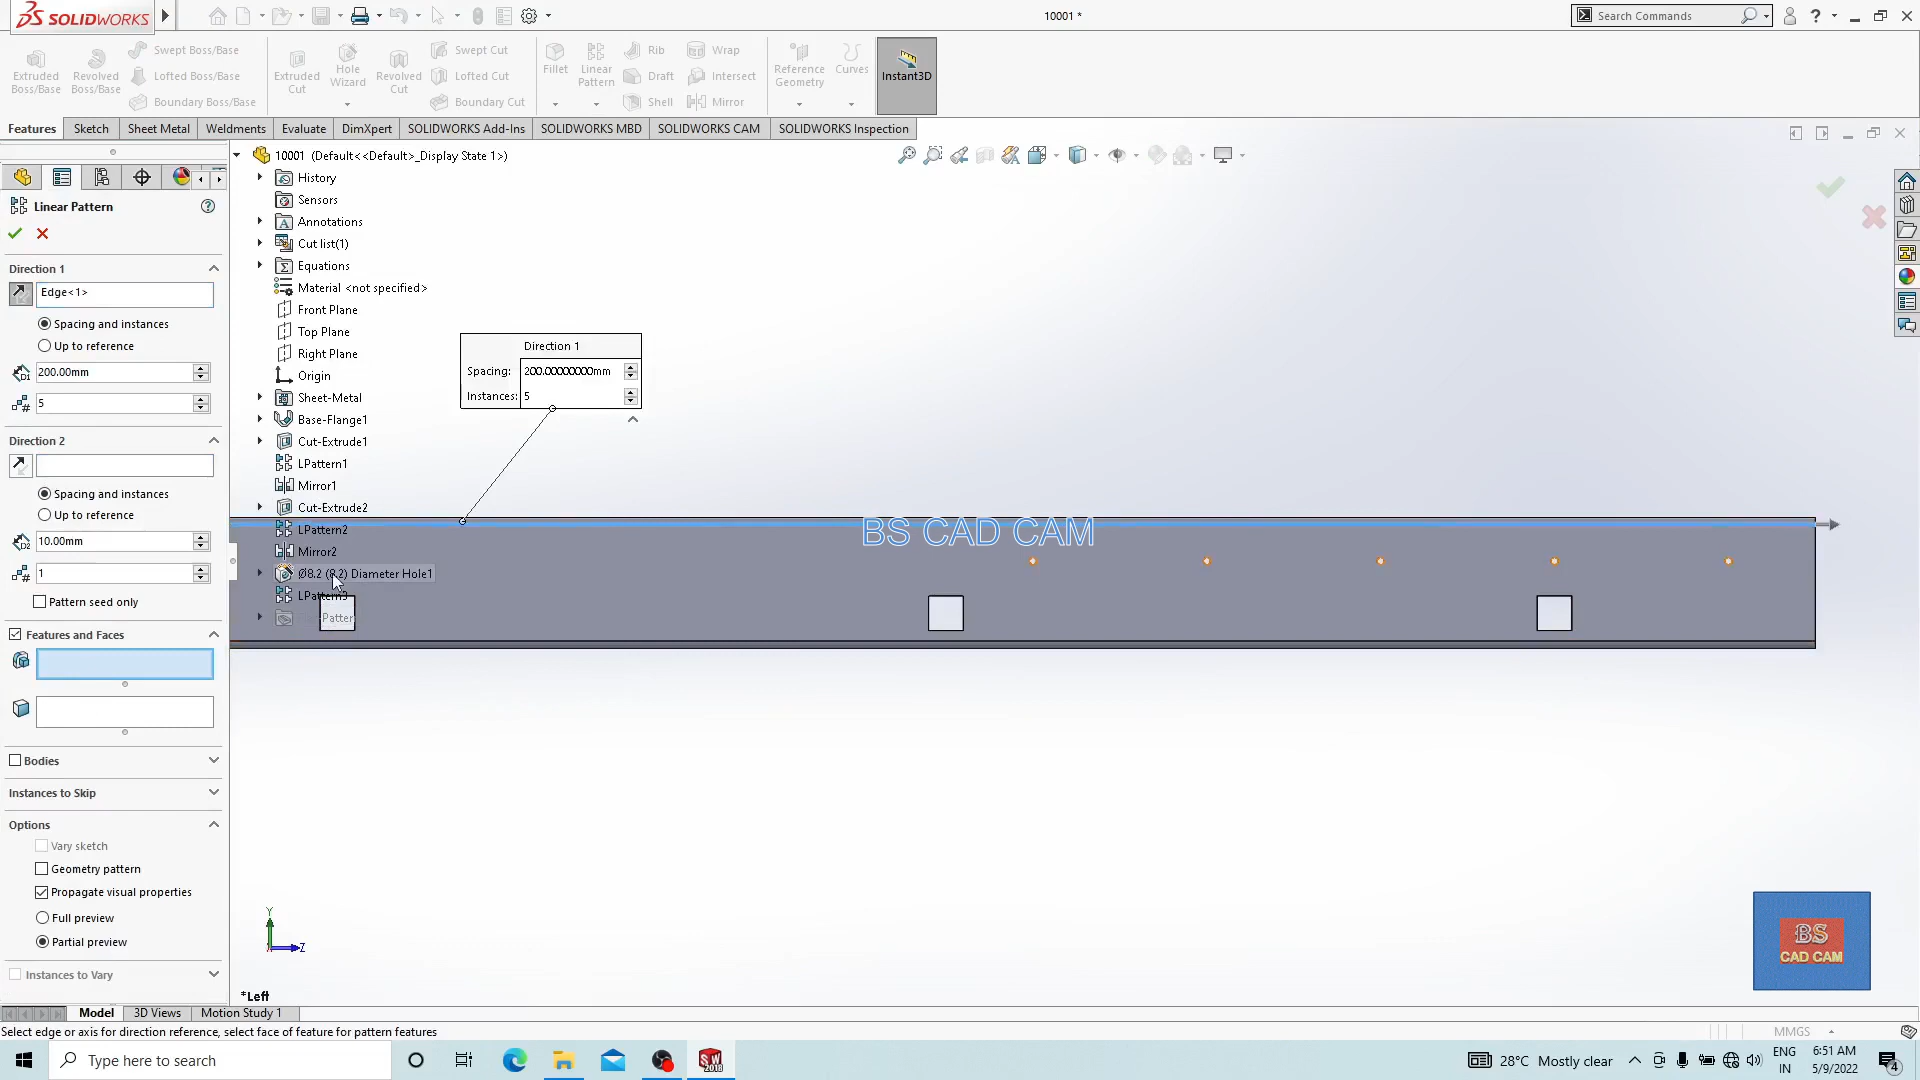 SOLIDWORKS
10001 *
Search Commands
Extruded Boss/Base
Revolved Boss/Base
Swept Boss/Base
Lofted Boss/Base
Boundary Boss/Base
Extruded Cut
Hole Wizard
Revolved Cut
Swept Cut
Lofted Cut
Boundary Cut
Fillet
Linear Pattern
Rib
Draft
Shell
Wrap
Intersect
Mirror
Reference Geometry
Curves
Instant3D
Features
Sketch
Sheet Metal
Weldments
Evaluate
DimXpert
SOLIDWORKS Add-Ins
SOLIDWORKS MBD
SOLIDWORKS CAM
SOLIDWORKS Inspection
Linear Pattern
Direction 1
Edge<1>
Spacing and instances
Up to reference
200.00mm
5
Direction 2
Spacing and instances
Up to reference
10.00mm
1
Pattern seed only
Features and Faces
Bodies
Instances to Skip
Options
Vary sketch
Geometry pattern
Propagate visual properties
Full preview
Partial preview
Instances to Vary
10001 (Default<<Default>_Display State 1>)
History
Sensors
Annotations
Cut list(1)
Equations
Material <not specified>
Front Plane
Top Plane
Right Plane
Origin
Sheet-Metal
Base-Flange1
Cut-Extrude1
LPattern1
Mirror1
Cut-Extrude2
LPattern2
Mirror2
Ø8.2 (8.2) Diameter Hole1
LPattern3
Direction 1
Spacing: 200.00000000mm
Instances: 5
BS CAD CAM
Y
Z
*Left
BS
CAD CAM
Model
3D Views
Motion Study 1
Select edge or axis for direction reference, select face of feature for pattern features
MMGS
Type here to search
SW
2018
28°C Mostly clear
ENG
IN
6:51 AM
5/9/2022
4